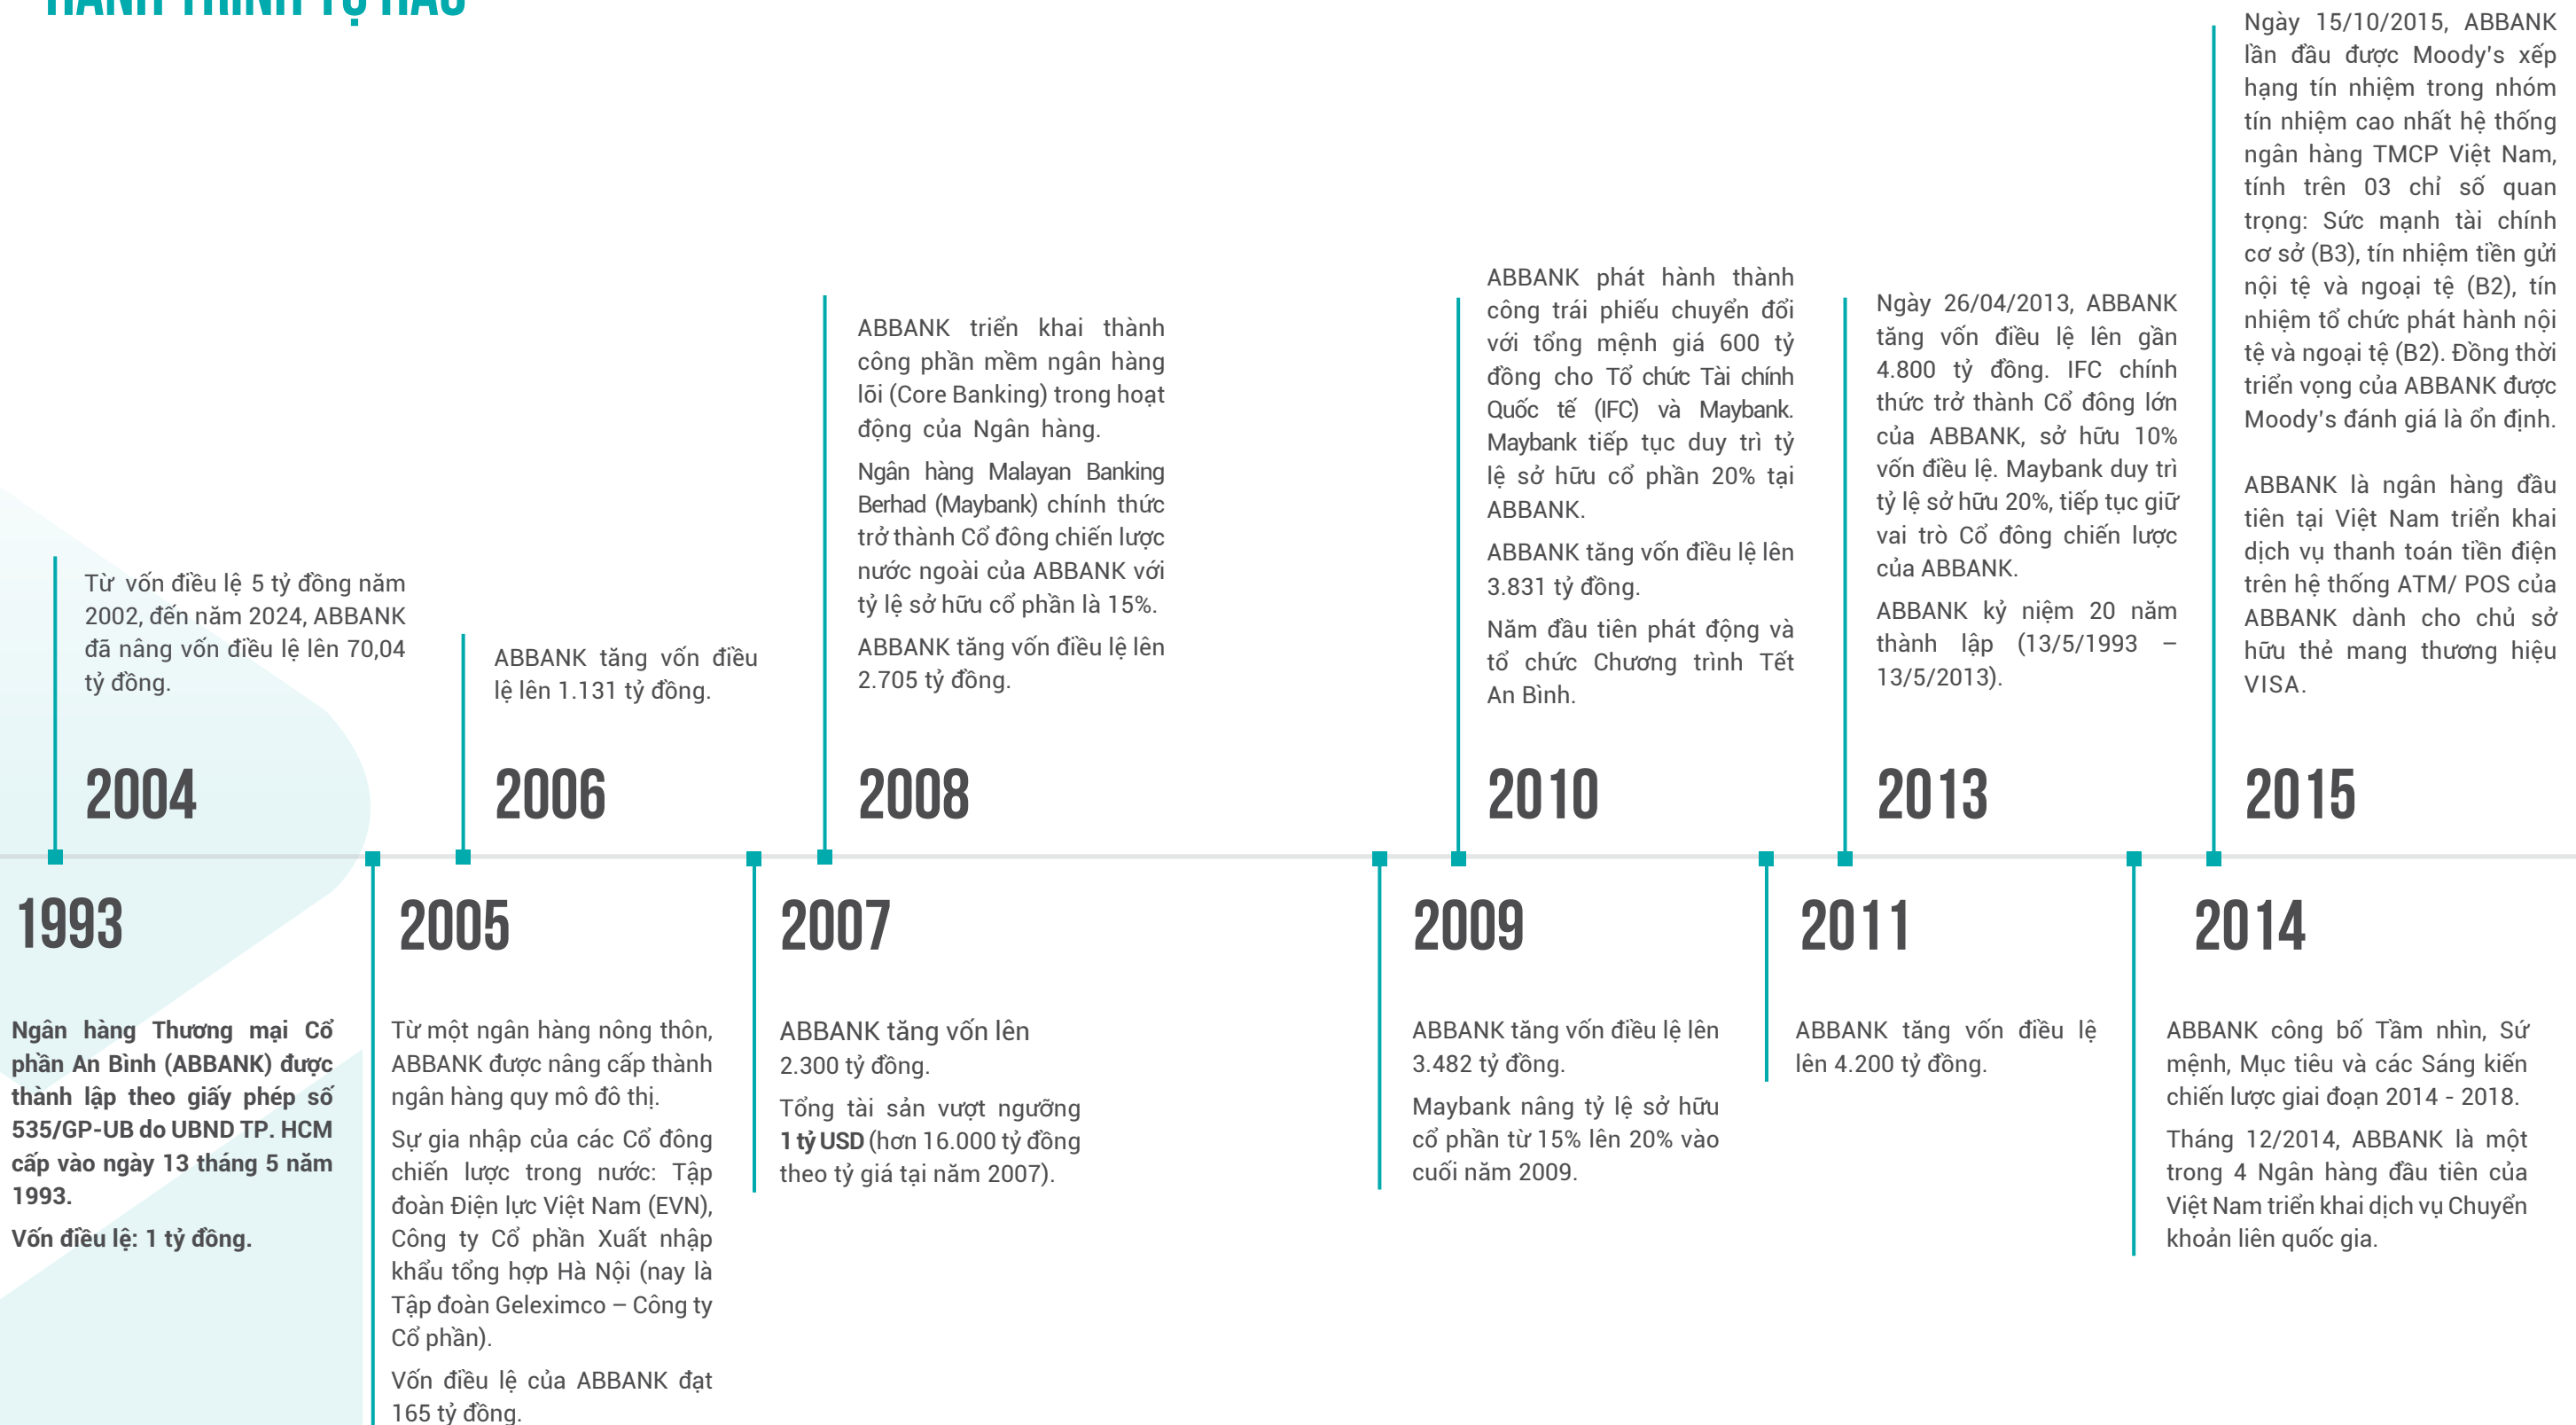 HÀNH TRÌNH TỰ HÀO
Từ vốn điều lệ 5 tỷ đồng năm
2002, đến năm 2024, ABBANK
đã nâng vốn điều lệ lên 70,04
tỷ đồng.
2004
1993
Ngân hàng Thương mại Cổ
phần An Bình (ABBANK) được
thành lập theo giấy phép số
535/GP-UB do UBND TP. HCM
cấp vào ngày 13 tháng 5 năm
1993.
Vốn điều lệ: 1 tỷ đồng.
2005
Từ một ngân hàng nông thôn,
ABBANK được nâng cấp thành
ngân hàng quy mô đô thị.
Sự gia nhập của các Cổ đông
chiến lược trong nước: Tập
đoàn Điện lực Việt Nam (EVN),
Công ty Cổ phần Xuất nhập
khẩu tổng hợp Hà Nội (nay là
Tập đoàn Geleximco – Công ty
Cổ phần).
Vốn điều lệ của ABBANK đạt
165 tỷ đồng.
ABBANK tăng vốn điều
lệ lên 1.131 tỷ đồng.
2006
2007
ABBANK tăng vốn lên
2.300 tỷ đồng.
Tổng tài sản vượt ngưỡng
1 tỷ USD (hơn 16.000 tỷ đồng
theo tỷ giá tại năm 2007).
ABBANK triển khai thành
công phần mềm ngân hàng
lõi (Core Banking) trong hoạt
động của Ngân hàng.
Ngân hàng Malayan Banking
Berhad (Maybank) chính thức
trở thành Cổ đông chiến lược
nước ngoài của ABBANK với
tỷ lệ sở hữu cổ phần là 15%.
ABBANK tăng vốn điều lệ lên
2.705 tỷ đồng.
2008
2009
ABBANK tăng vốn điều lệ lên
3.482 tỷ đồng.
Maybank nâng tỷ lệ sở hữu
cổ phần từ 15% lên 20% vào
cuối năm 2009.
ABBANK phát hành thành
công trái phiếu chuyển đổi
với tổng mệnh giá 600 tỷ
đồng cho Tổ chức Tài chính
Quốc tế (IFC) và Maybank.
Maybank tiếp tục duy trì tỷ
lệ sở hữu cổ phần 20% tại
ABBANK.
ABBANK tăng vốn điều lệ lên
3.831 tỷ đồng.
Năm đầu tiên phát động và
tổ chức Chương trình Tết
An Bình.
2010
2011
ABBANK tăng vốn điều lệ
lên 4.200 tỷ đồng.
Ngày 26/04/2013, ABBANK
tăng vốn điều lệ lên gần
4.800 tỷ đồng. IFC chính
thức trở thành Cổ đông lớn
của ABBANK, sở hữu 10%
vốn điều lệ. Maybank duy trì
tỷ lệ sở hữu 20%, tiếp tục giữ
vai trò Cổ đông chiến lược
của ABBANK.
ABBANK kỷ niệm 20 năm
thành lập (13/5/1993 –
13/5/2013).
2013
2014
ABBANK công bố Tầm nhìn, Sứ
mệnh, Mục tiêu và các Sáng kiến
chiến lược giai đoạn 2014 - 2018.
Tháng 12/2014, ABBANK là một
trong 4 Ngân hàng đầu tiên của
Việt Nam triển khai dịch vụ Chuyển
khoản liên quốc gia.
Ngày 15/10/2015, ABBANK
lần đầu được Moody's xếp
hạng tín nhiệm trong nhóm
tín nhiệm cao nhất hệ thống
ngân hàng TMCP Việt Nam,
tính trên 03 chỉ số quan
trọng: Sức mạnh tài chính
cơ sở (B3), tín nhiệm tiền gửi
nội tệ và ngoại tệ (B2), tín
nhiệm tổ chức phát hành nội
tệ và ngoại tệ (B2). Đồng thời
triển vọng của ABBANK được
Moody's đánh giá là ổn định.
ABBANK là ngân hàng đầu
tiên tại Việt Nam triển khai
dịch vụ thanh toán tiền điện
trên hệ thống ATM/ POS của
ABBANK dành cho chủ sở
hữu thẻ mang thương hiệu
VISA.
2015